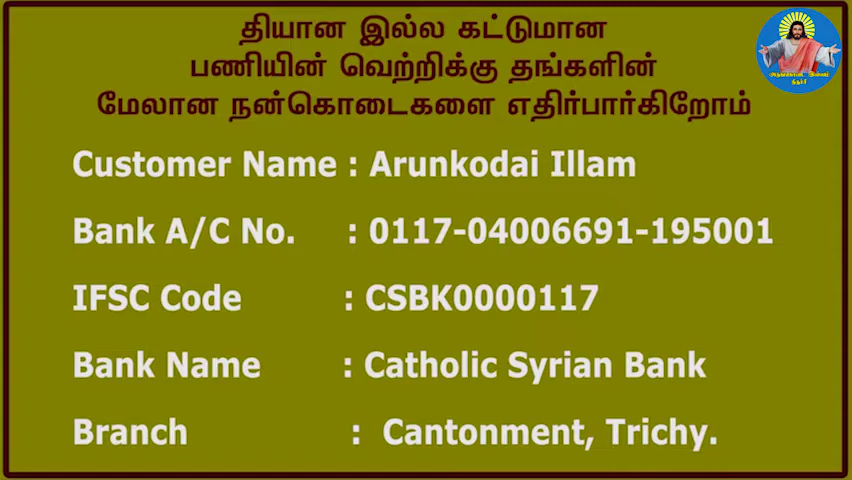 தியான இல்ல கட்டுமான
பணியின் வெற்றிக்கு தங்களின்
மேலான நன்கொடைகளை எதிர்பார்கிறோம்
Customer Name : Arunkodai Illam
Bank A/C No. : 0117-04006691-195001
IFSC Code : CSBK0000117
Bank Name : Catholic Syrian Bank
Branch : Cantonment, Trichy.